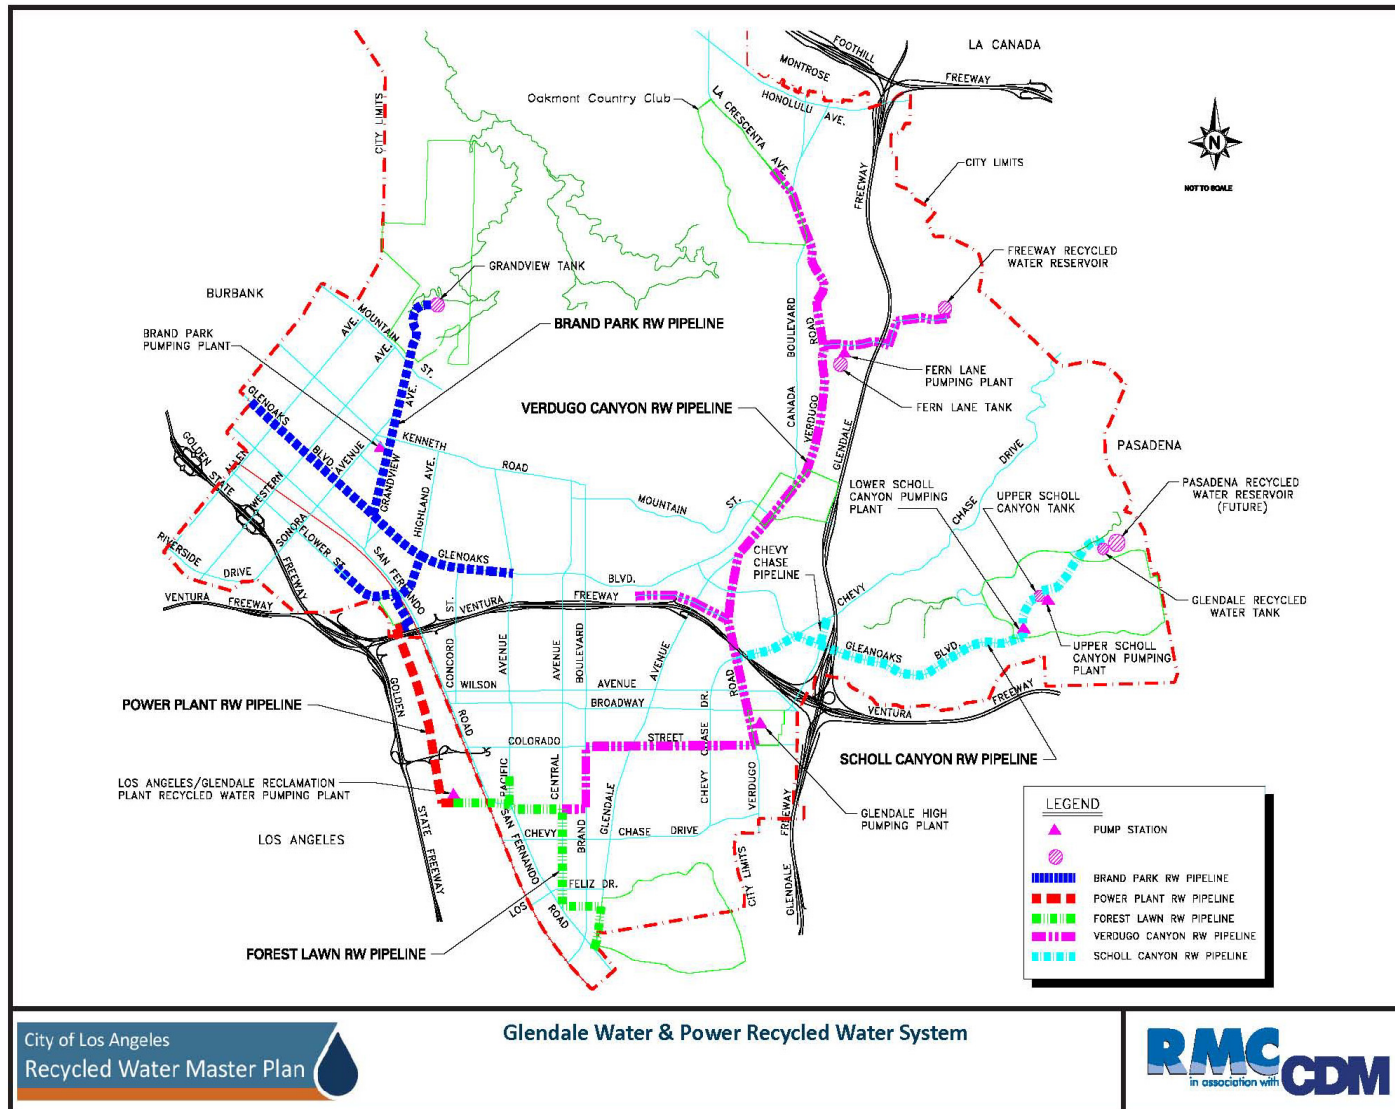 FOOTHILL
LA CANADA
MONTROSE
FREEWAY
Oakmont Country Club
LA CRESCENTA
AVE.
HONOLULU AVE.
CITY LIMITS
N
NOT TO SCALE
CITY LIMITS
FREEWAY
FREEWAY RECYCLED
WATER RESERVOIR
GRANDVIEW TANK
BURBANK
MOUNTAIN
ST.
AVE.
AVE.
BRAND PARK RW PIPELINE
BRAND PARK
PUMPING PLANT
BOULEVARD
CANADA
ROAD
VERDUGO
FERN LANE
PUMPING PLANT
FERN LANE TANK
VERDUGO CANYON RW PIPELINE
GLENOAKS
BLVD.
AVE.
GRANDVIEW
KENNETH
ROAD
HIGHLAND AVE.
GLENDALE
DRIVE
CHASE
CHEVY
PASADENA
GOLDEN STATE
FREEWAY
ALLEN
WESTERN
AVENUE
SONORA
FLOWER ST.
RIVERSIDE
DRIVE
SAN FERNANDO
MOUNTAIN
ST.
LOWER SCHOLL
CANYON PUMPING
PLANT
UPPER SCHOLL
CANYON TANK
PASADENA RECYCLED
WATER RESERVOIR
(FUTURE)
GLENOAKS
BLVD.
CHEVY
CHASE
PIPELINE
GLENDALE RECYCLED
WATER TANK
VENTURA
FREEWAY
VENTURA
FREEWAY
ST.
CONCORD
AVENUE
PACIFIC
AVENUE
CENTRAL
BOULEVARD
BRAND
AVENUE
GLENDALE
GLEANOAKS
BLVD.
UPPER SCHOLL
CANYON PUMPING
PLANT
WILSON
AVENUE
BROADWAY
DR.
CHASE
CHEVY
ROAD
VERDUGO
VENTURA
FREEWAY
POWER PLANT RW PIPELINE
GOLDEN
STATE
FREEWAY
ROAD
COLORADO
STREET
SCHOLL CANYON RW PIPELINE
LOS ANGELES/GLENDALE RECLAMATION
PLANT RECYCLED WATER PUMPING PLANT
LOS ANGELES
SAN FERNANDO
ROAD
CHEVY
CHASE
DRIVE
GLENDALE HIGH
PUMPING PLANT
FREEWAY
GLENDALE
CITY LIMITS
LOS
FELIZ DR.
FOREST LAWN RW PIPELINE
LEGEND
PUMP STATION
BRAND PARK RW PIPELINE
POWER PLANT RW PIPELINE
FOREST LAWN RW PIPELINE
VERDUGO CANYON RW PIPELINE
SCHOLL CANYON RW PIPELINE
City of Los Angeles
Recycled Water Master Plan
Glendale Water & Power Recycled Water System
RMC
in association with
CDM